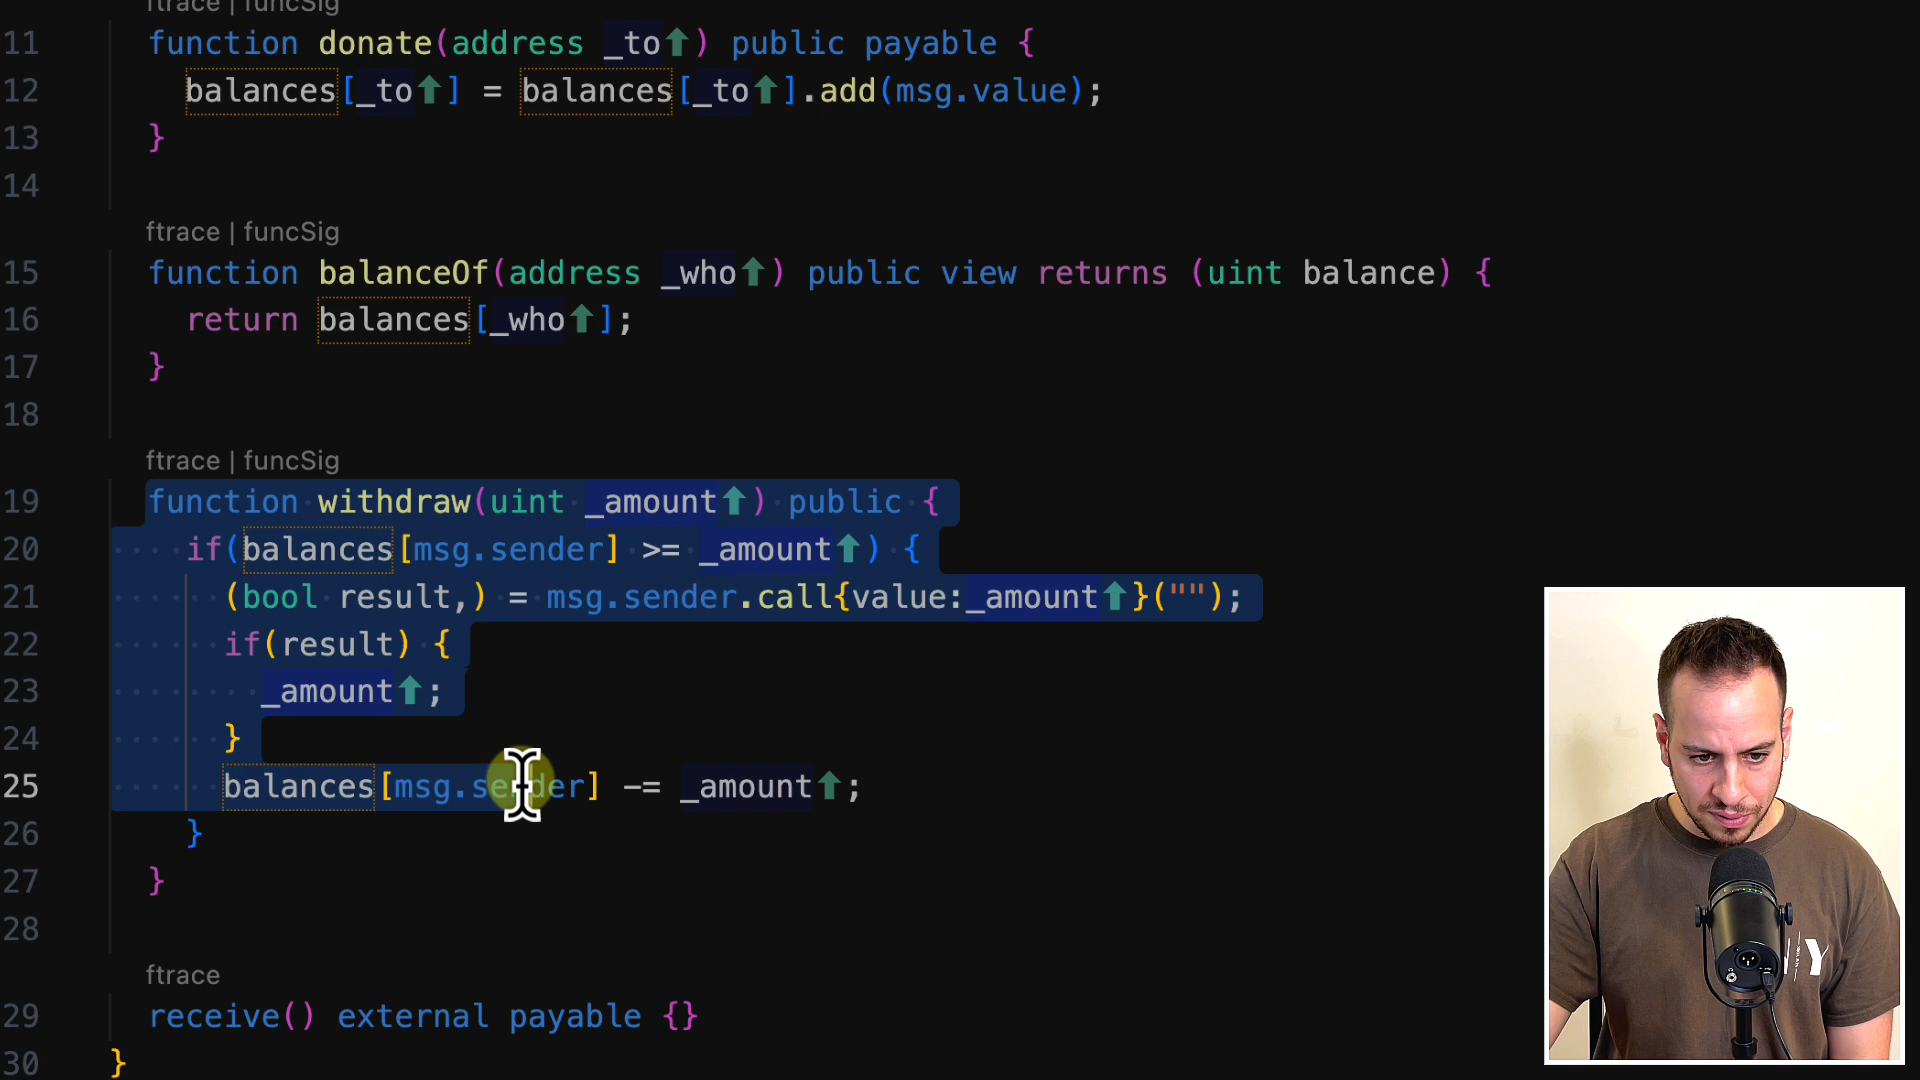 ftrace | funcSig
11 function donate(address _to⬆) public payable {
12 balances[_to⬆] = balances[_to⬆].add(msg.value);
13 }
14
ftrace | funcSig
15 function balanceOf(address _who⬆) public view returns (uint balance) {
16 return balances[_who⬆];
17 }
18
ftrace | funcSig
19 function withdraw(uint _amount⬆) public {
20 if(balances[msg.sender] >= _amount⬆) {
21 (bool result,) = msg.sender.call{value:_amount⬆}("");
22 if(result) {
23 _amount⬆;
24 }
25 balances[msg.sender] -= _amount⬆;
26 }
27 }
28
ftrace
29 receive() external payable {}
30 }